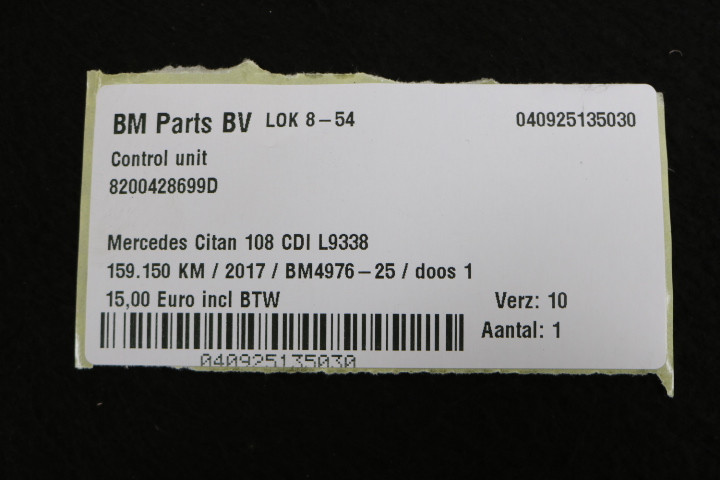 BM Parts BV LOK 8-54 040925135030
Control unit
8200428699D
Mercedes Citan 108 CDI L9338
159.150 KM / 2017 / BM4976-25 / doos 1
15,00 Euro incl BTW Verz: 10
Aantal: 1
040925135030